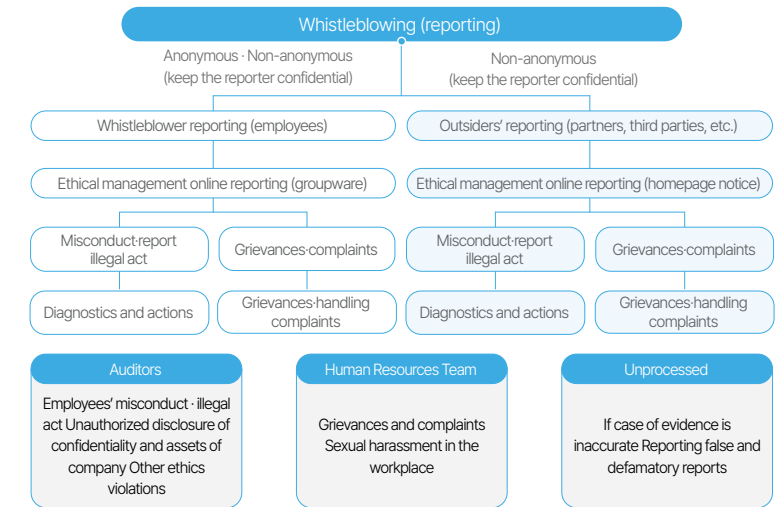 Whistleblowing (reporting)
Anonymous · Non-anonymous
(keep the reporter confidential)
Non-anonymous
(keep the reporter confidential)
Whistleblower reporting (employees)
Outsiders’ reporting (partners, third parties, etc.)
Ethical management online reporting (groupware)
Ethical management online reporting (homepage notice)
Misconduct·report
illegal act
Grievances·complaints
Misconduct·report
illegal act
Grievances·complaints
Diagnostics and actions
Grievances·handling
complaints
Diagnostics and actions
Grievances·handling
complaints
Auditors
Employees’ misconduct · illegal
act Unauthorized disclosure of
confidentiality and assets of
company Other ethics
violations
Human Resources Team
Grievances and complaints
Sexual harassment in the
workplace
Unprocessed
If case of evidence is
inaccurate Reporting false and
defamatory reports